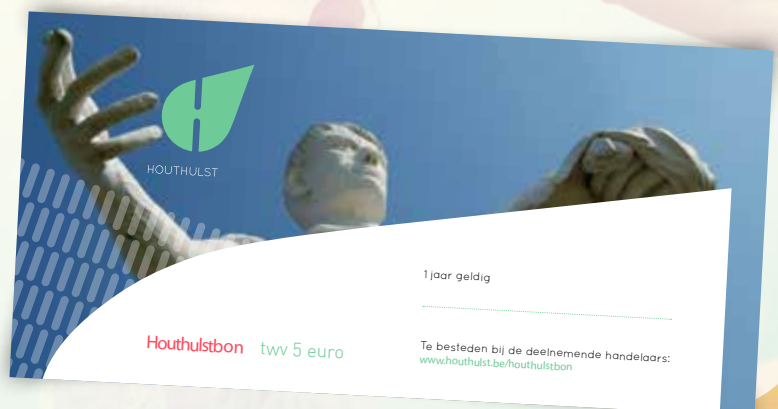 HOUTHULST
1 jaar geldig
Houthulstbon twv 5 euro
Te besteden bij de deelnemende handelaars:
www.houthulst.be/houthulstbon